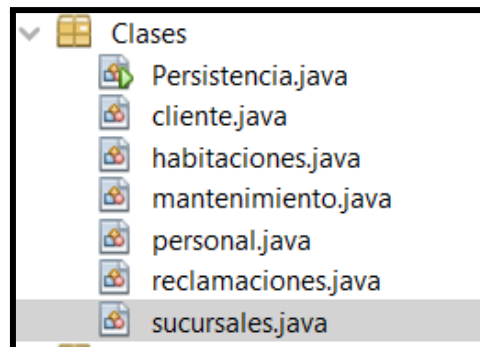 Clases
Persistencia.java
cliente.java
habitaciones.java
mantenimiento.java
personal.java
reclamaciones.java
sucursales.java